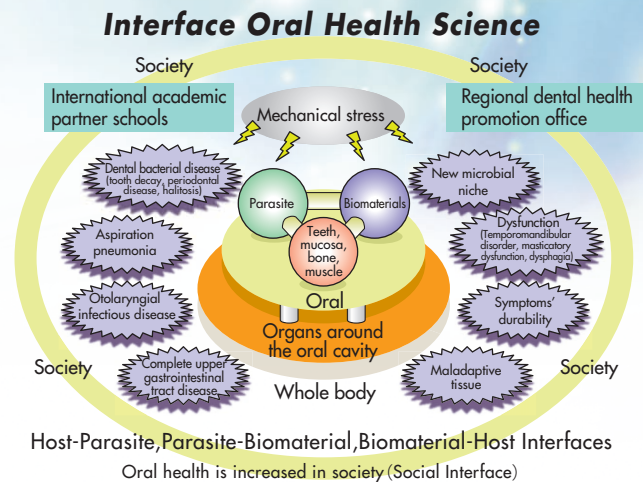 Interface Oral Health Science
Society
Society
International academic
partner schools
Regional dental health
promotion office
Mechanical stress
Dental bacterial disease
(tooth decay, periodontal
disease, halitosis)
New microbial
niche
Parasite
Biomaterials
Teeth,
mucosa,
bone,
muscle
Aspiration
pneumonia
Dysfunction
(Temporomandibular
disorder, masticatory
dysfunction, dysphagia)
Otolaryngial
infectious disease
Oral
Symptoms'
durability
Organs around
the oral cavity
Society
Society
Complete upper
gastrointestinal
tract disease
Whole body
Maladaptive
tissue
Host-Parasite,Parasite-Biomaterial,Biomaterial-Host Interfaces
Oral health is increased in society (Social Interface)